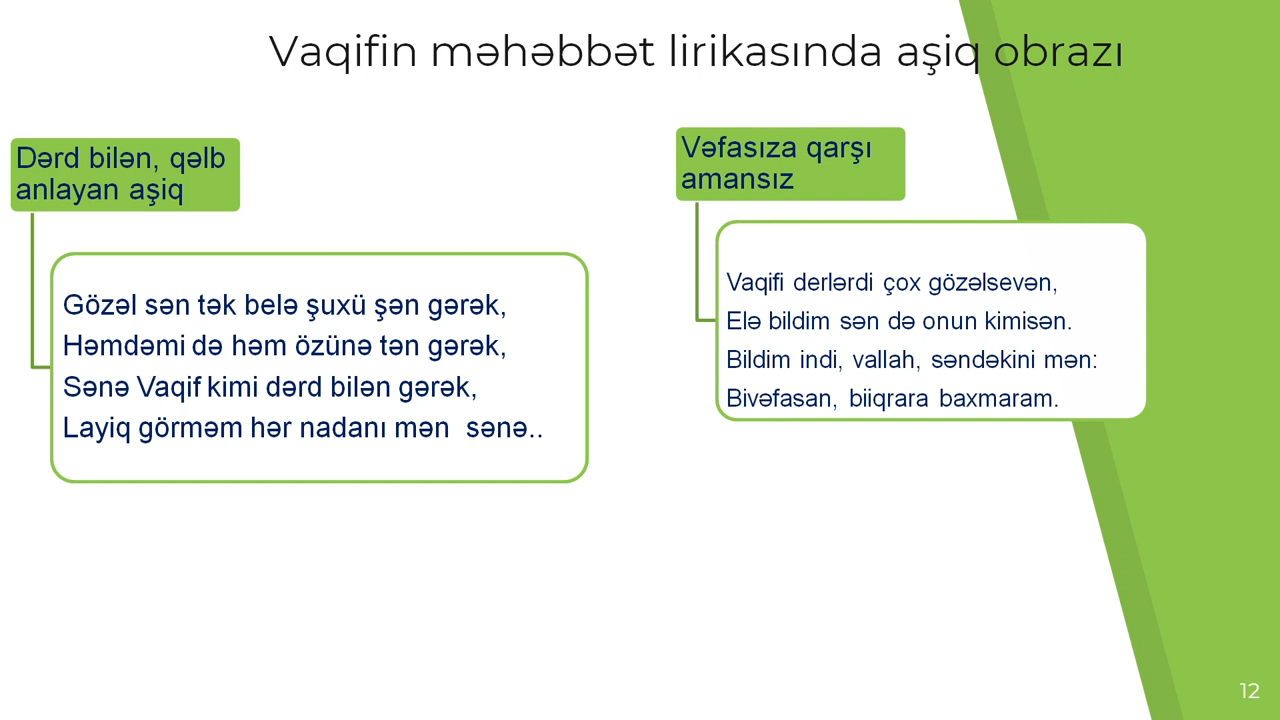 Vaqifin məhəbbət lirikasında aşiq obrazı
Dərd bilən, qəlb
anlayan aşiq
Gözəl sən tək belə şuxü şən gərək,
Həmdəmi də həm özünə tən gərək,
Sənə Vaqif kimi dərd bilən gərək,
Layiq görməm hər nadanı mən sənə..
Vəfasıza qarşı
amansız
Vaqifi derlərdi çox gözəlsevən,
Elə bildim sən də onun kimisən.
Bildim indi, vallah, səndəkini mən:
Bivəfasan, biiqrara baxmaram.
12